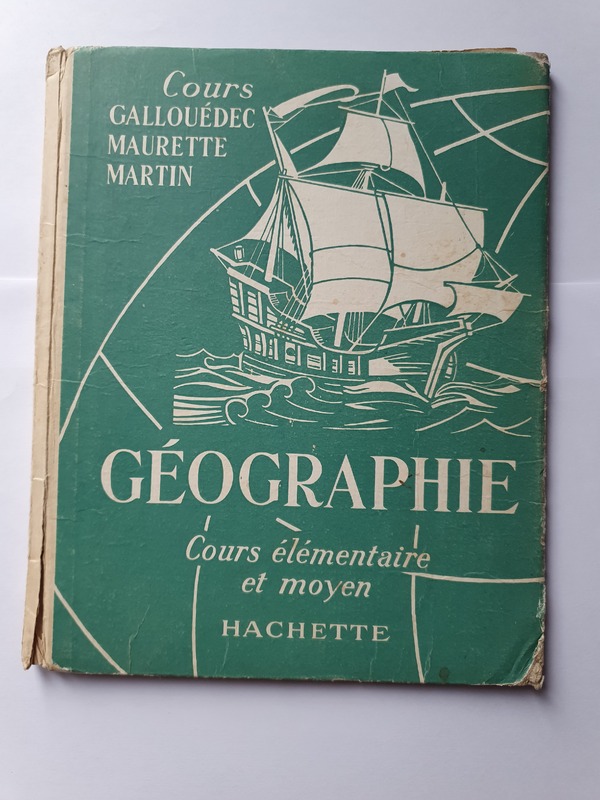 Cours
GALLOUÉDEC
MAURETTE
MARTIN
GÉOGRAPHIE
Cours élémentaire
et moyen
HACHETTE